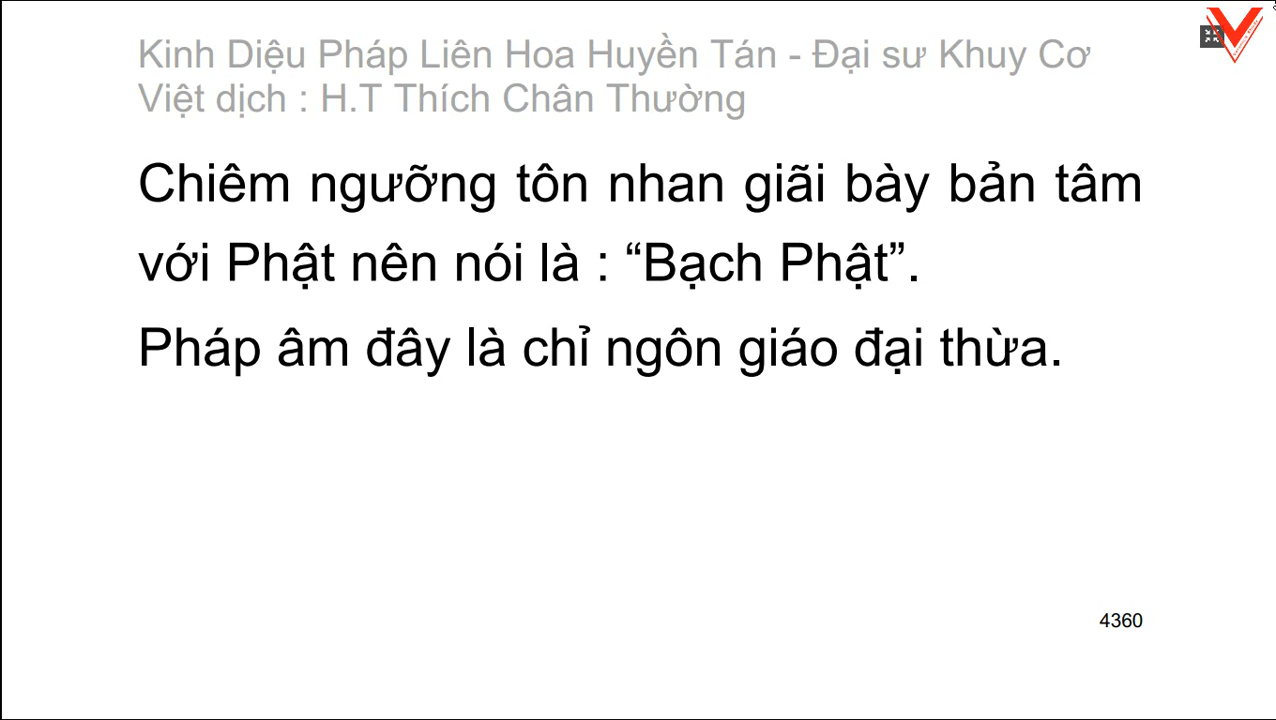 Kinh Diệu Pháp Liên Hoa Huyền Tán - Đại sư Khuy Cơ
Việt dịch : H.T Thích Chân Thường
Chiêm ngưỡng tôn nhan giãi bày bản tâm
với Phật nên nói là : “Bạch Phật”.
Pháp âm đây là chỉ ngôn giáo đại thừa.
4360